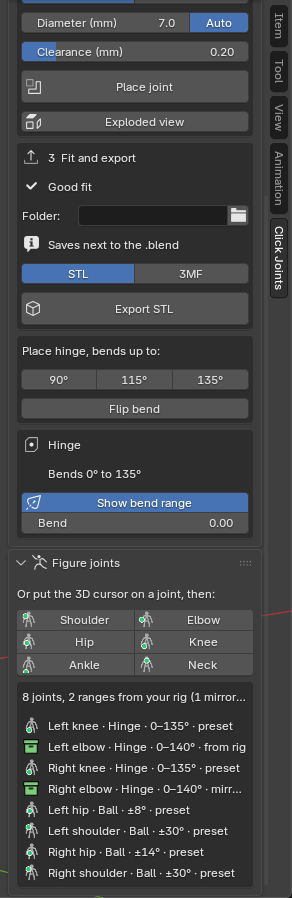 Diameter (mm) 7.0 Auto
Clearance (mm) 0.20
Place joint
Exploded view
3 Fit and export
Good fit
Folder:
Saves next to the .blend
STL 3MF
Export STL
Place hinge, bends up to:
90° 115° 135°
Flip bend
Hinge
Bends 0° to 135°
Show bend range
Bend 0.00
Figure joints
Or put the 3D cursor on a joint, then:
Shoulder Elbow
Hip Knee
Ankle Neck
8 joints, 2 ranges from your rig (1 mirror...
Left knee · Hinge · 0–135° · preset
Left elbow · Hinge · 0–140° · from rig
Right knee · Hinge · 0–135° · preset
Right elbow · Hinge · 0–140° · mirr...
Left hip · Ball · ±8° · preset
Left shoulder · Ball · ±30° · preset
Right hip · Ball · ±14° · preset
Right shoulder · Ball · ±30° · preset
Item
Tool
View
Animation
Click Joints